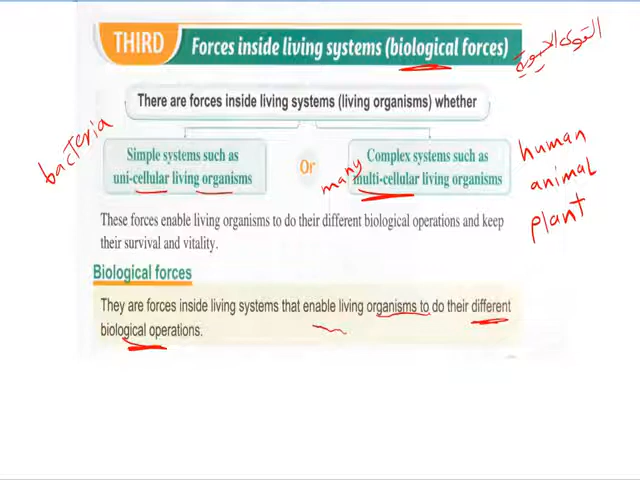 THIRD
Forces inside living systems (biological forces)
القوى الحيوية
There are forces inside living systems (living organisms) whether
bacteria
Simple systems such as
uni-cellular living organisms
Or
many
Complex systems such as
multi-cellular living organisms
human
animal
plant
These forces enable living organisms to do their different biological operations and keep
their survival and vitality.
Biological forces
They are forces inside living systems that enable living organisms to do their different
biological operations.